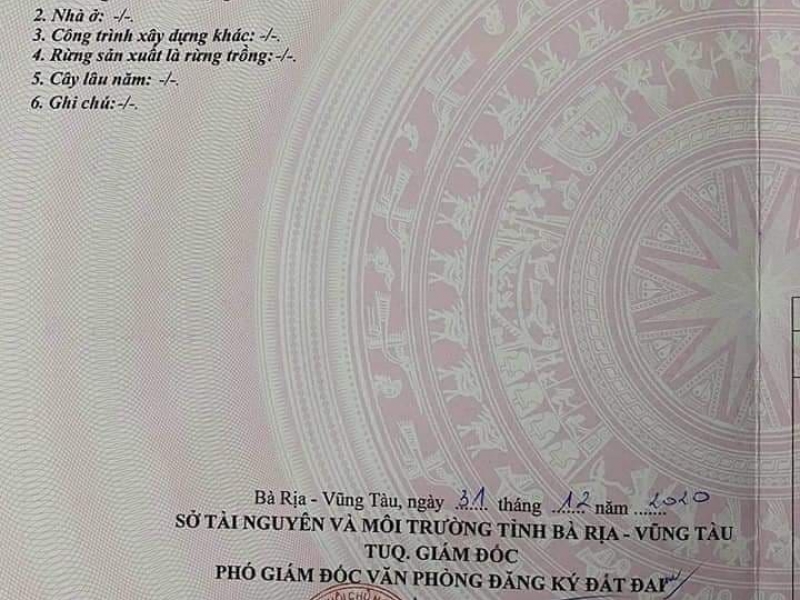 2. Nhà ở: -/-.
3. Công trình xây dựng khác: -/-.
4. Rừng sản xuất là rừng trồng:-/-.
5. Cây lâu năm: -/-.
6. Ghi chú:-/-.
Bà Rịa - Vũng Tàu, ngày 31 tháng 12 năm 2020
SỞ TÀI NGUYÊN VÀ MÔI TRƯỜNG TỈNH BÀ RỊA - VŨNG TÀU
TUQ. GIÁM ĐỐC
PHÓ GIÁM ĐỐC VĂN PHÒNG ĐĂNG KÝ ĐẤT ĐAI